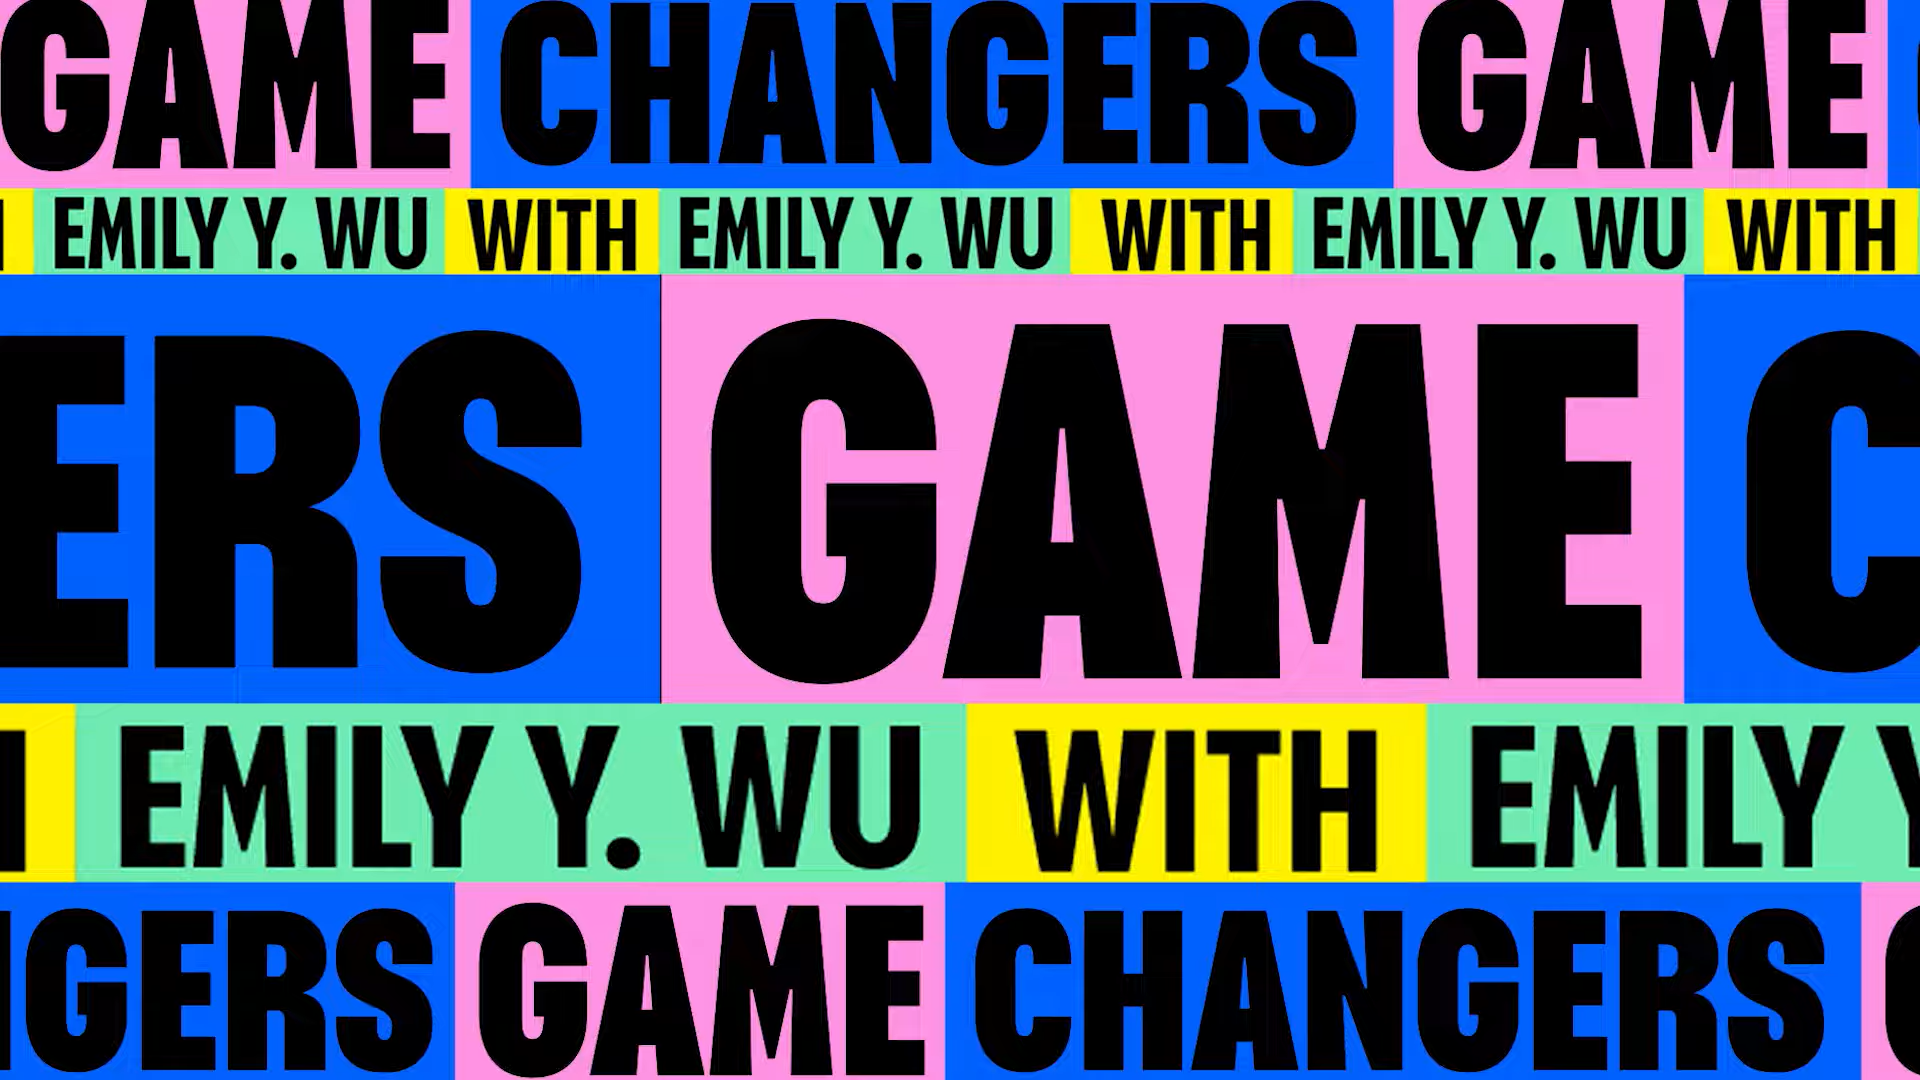 GAME CHANGERS GAME
EMILY Y. WU WITH EMILY Y. WU WITH EMILY Y. WU WITH
ERS GAME C
EMILY Y. WU WITH EMILY Y
NGERS GAME CHANGERS